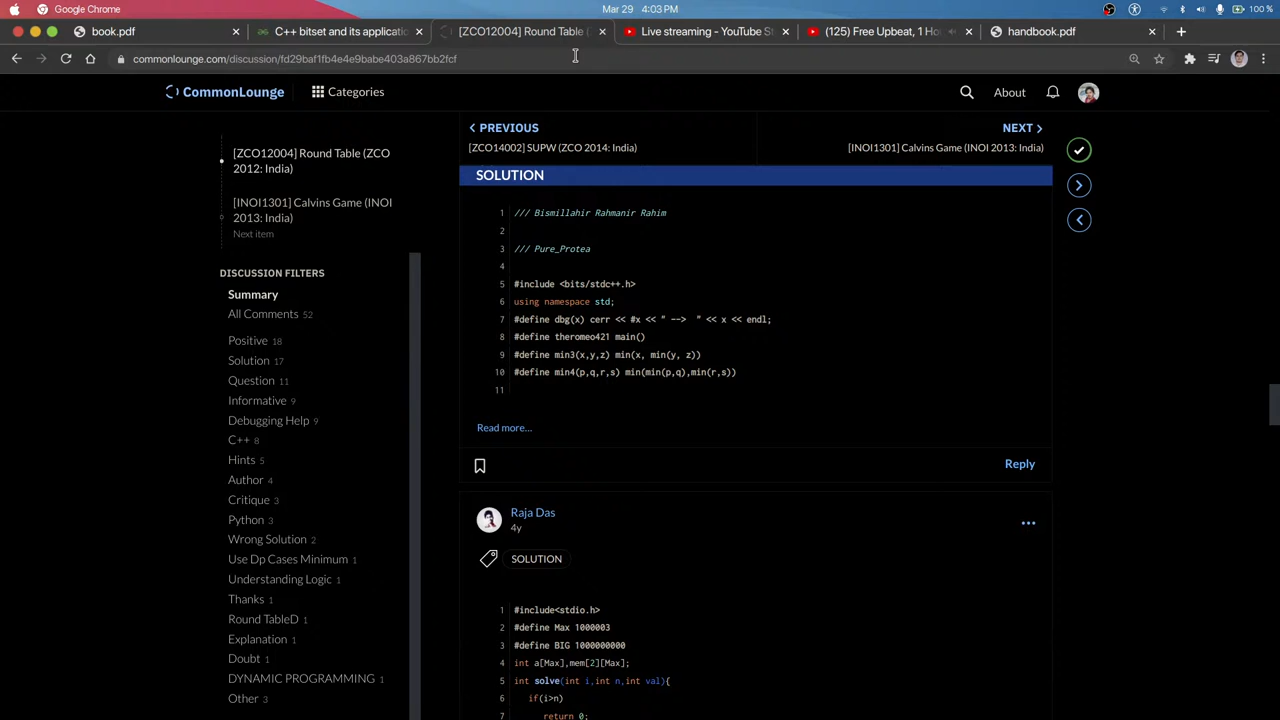 Google Chrome
Mar 29 4:03 PM
100 %
book.pdf
C++ bitset and its applicatio
[ZCO12004] Round Table (
Live streaming - YouTube St
(125) Free Upbeat, 1 Ho
handbook.pdf
commonlounge.com/discussion/fd29baf1fb4e4e9babe403a867bb2fcf
CommonLounge
Categories
About
[ZCO12004] Round Table (ZCO
2012: India)
[INOI1301] Calvins Game (INOI
2013: India)
Next item
DISCUSSION FILTERS
Summary
All Comments 52
Positive 18
Solution 17
Question 11
Informative 9
Debugging Help 9
C++ 8
Hints 5
Author 4
Critique 3
Python 3
Wrong Solution 2
Use Dp Cases Minimum 1
Understanding Logic 1
Thanks 1
Round TableD 1
Explanation 1
Doubt 1
DYNAMIC PROGRAMMING 1
Other 3
PREVIOUS
[ZCO14002] SUPW (ZCO 2014: India)
NEXT
[INOI1301] Calvins Game (INOI 2013: India)
SOLUTION
1 /// Bismillahir Rahmanir Rahim
2
3 /// Pure_Protea
4
5 #include <bits/stdc++.h>
6 using namespace std;
7 #define dbg(x) cerr << #x << " --> " << x << endl;
8 #define theromeo421 main()
9 #define min3(x,y,z) min(x, min(y, z))
10 #define min4(p,q,r,s) min(min(p,q),min(r,s))
11
Read more...
Reply
Raja Das
4y
SOLUTION
1 #include<stdio.h>
2 #define Max 1000003
3 #define BIG 1000000000
4 int a[Max],mem[2][Max];
5 int solve(int i,int n,int val){
6 if(i>n)
7 return 0;